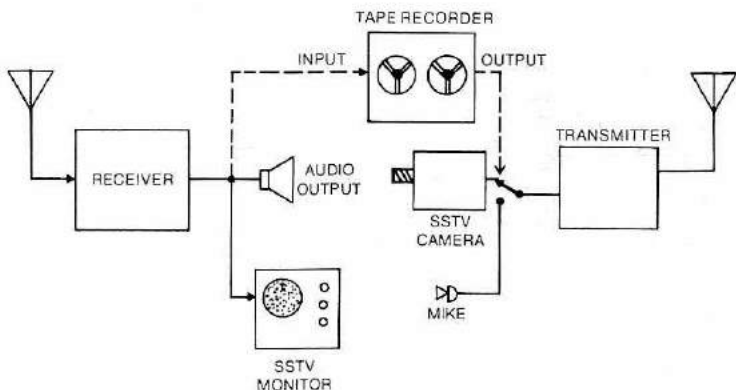 TAPE RECORDER
INPUT
OUTPUT
TRANSMITTER
RECEIVER
AUDIO
OUTPUT
SSTV
CAMERA
MIKE
SSTV
MONITOR